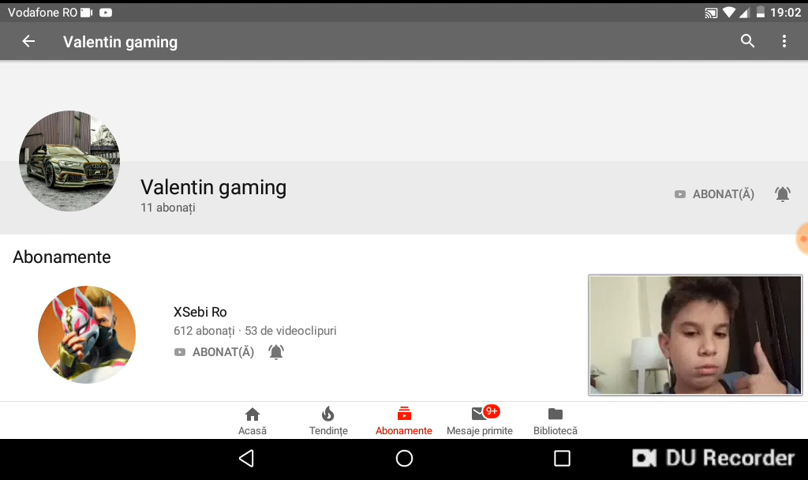 Vodafone RO 19:02
Valentin gaming
Valentin gaming
11 abonați
ABONAT(Ă)
Abonamente
XSebi Ro
612 abonați · 53 de videoclipuri
ABONAT(Ă)
9+
Acasă Tendințe Abonamente Mesaje primite Bibliotecă
DU Recorder